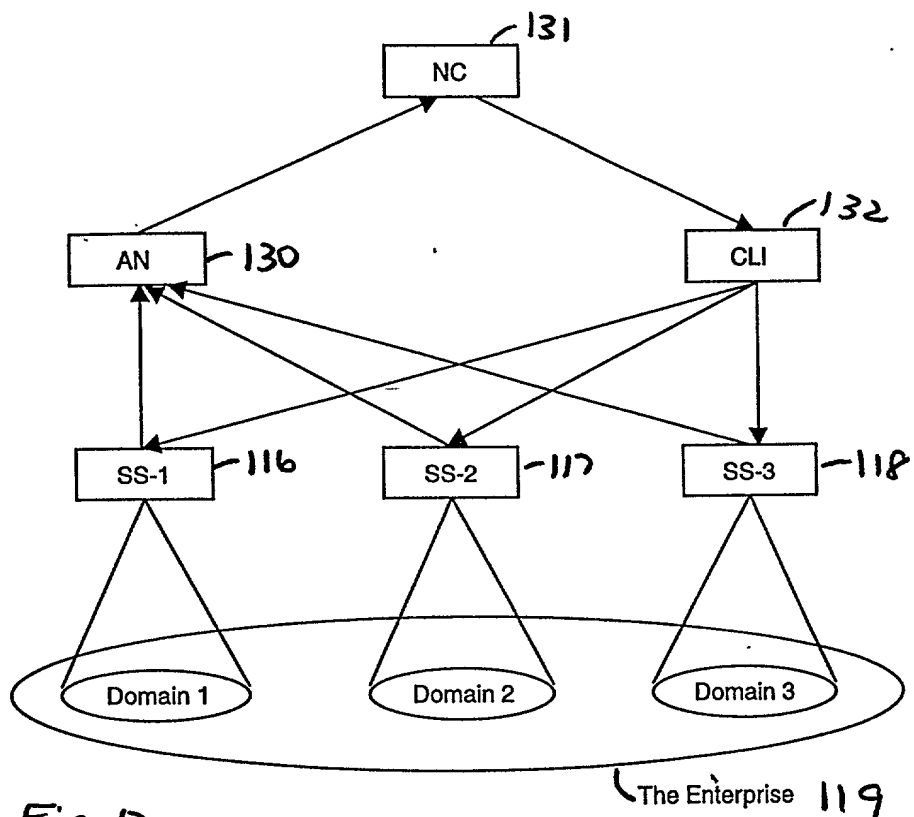 131
NC
132
AN
130
CLI
SS-1
116
SS-2
117
SS-3
118
Domain 1
Domain 2
Domain 3
The Enterprise 119